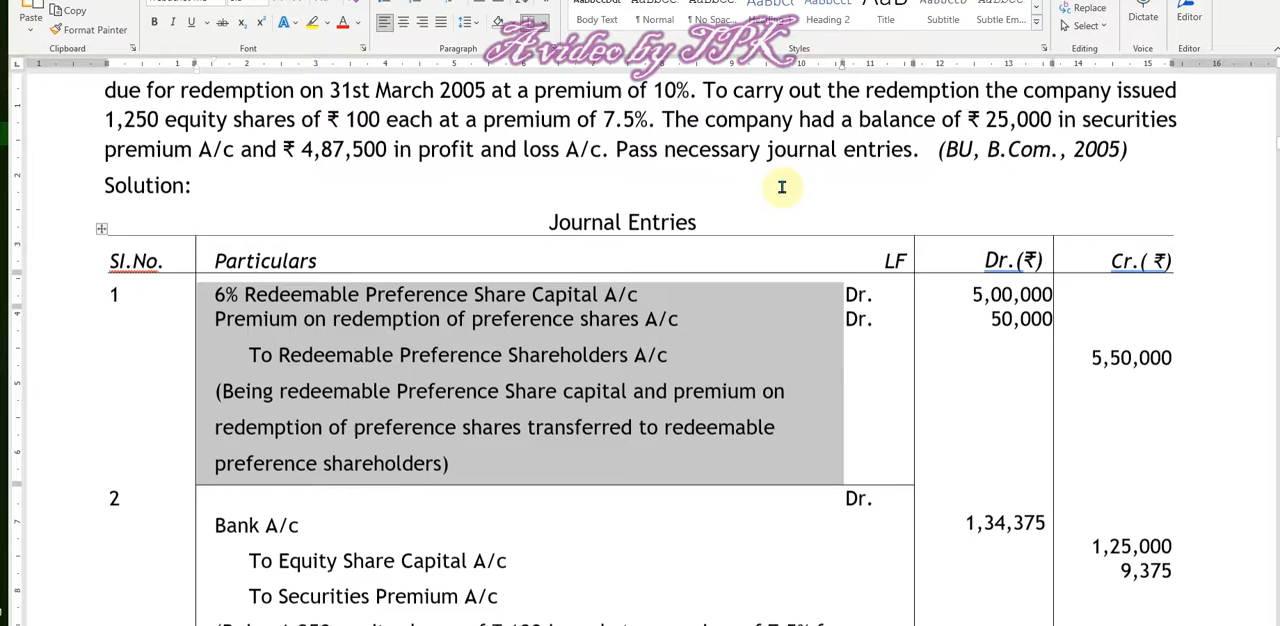 Copy
Paste
Format Painter
Clipboard
Font
Paragraph
Body Text
¶ Normal
¶ No Spac...
Heading 2
Title
Subtitle
Subtle Em...
Styles
Replace
Select
Editing
Dictate
Voice
Editor
Editor
A video by JPK
due for redemption on 31st March 2005 at a premium of 10%. To carry out the redemption the company issued
1,250 equity shares of ₹ 100 each at a premium of 7.5%. The company had a balance of ₹ 25,000 in securities
premium A/c and ₹ 4,87,500 in profit and loss A/c. Pass necessary journal entries. (BU, B.Com., 2005)
Solution:
Journal Entries
Sl.No. Particulars LF Dr.(₹) Cr.( ₹)
1 6% Redeemable Preference Share Capital A/c Dr. 5,00,000
Premium on redemption of preference shares A/c Dr. 50,000
To Redeemable Preference Shareholders A/c 5,50,000
(Being redeemable Preference Share capital and premium on
redemption of preference shares transferred to redeemable
preference shareholders)
2 Dr.
Bank A/c 1,34,375
To Equity Share Capital A/c 1,25,000
To Securities Premium A/c 9,375